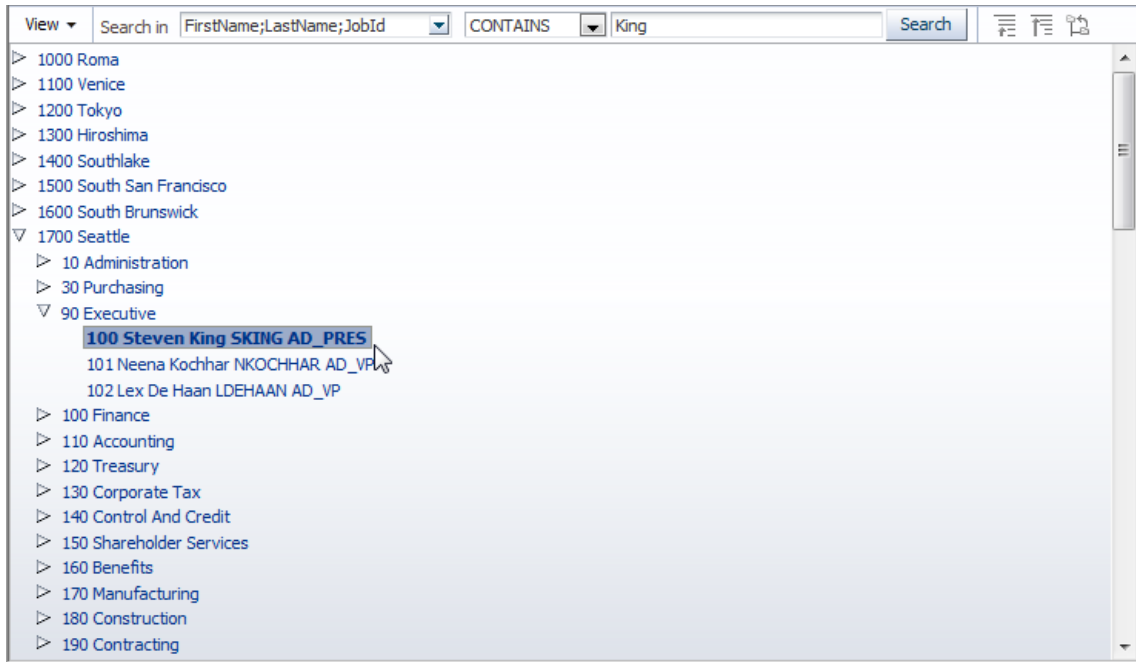 View Search in FirstName;LastName;JobId CONTAINS King Search
1000 Roma
1100 Venice
1200 Tokyo
1300 Hiroshima
1400 Southlake
1500 South San Francisco
1600 South Brunswick
1700 Seattle
10 Administration
30 Purchasing
90 Executive
100 Steven King SKING AD_PRES
101 Neena Kochhar NKOCHHAR AD_VP
102 Lex De Haan LDEHAAN AD_VP
100 Finance
110 Accounting
120 Treasury
130 Corporate Tax
140 Control And Credit
150 Shareholder Services
160 Benefits
170 Manufacturing
180 Construction
190 Contracting